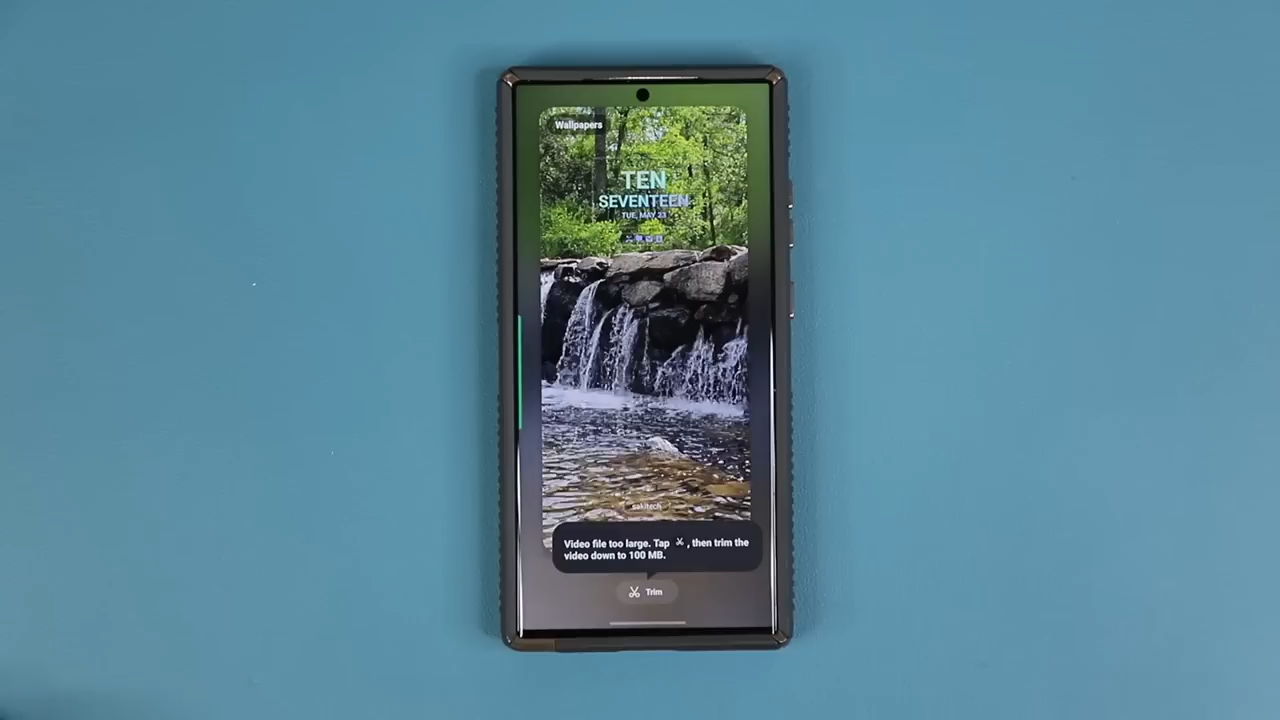 Wallpapers
TEN
SEVENTEEN
TUE, MAY 23
sakitech
Video file too large. Tap , then trim the
video down to 100 MB.
Trim